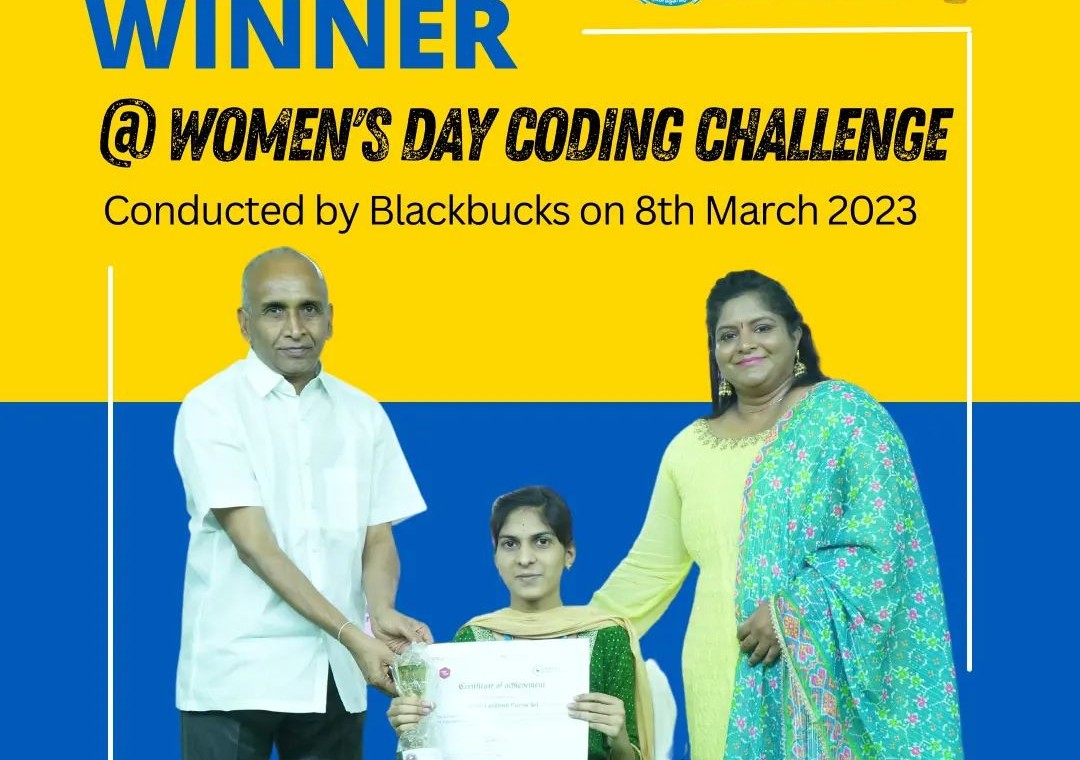 WINNER
@ WOMEN'S DAY CODING CHALLENGE
Conducted by Blackbucks on 8th March 2023
Certificate of achievement